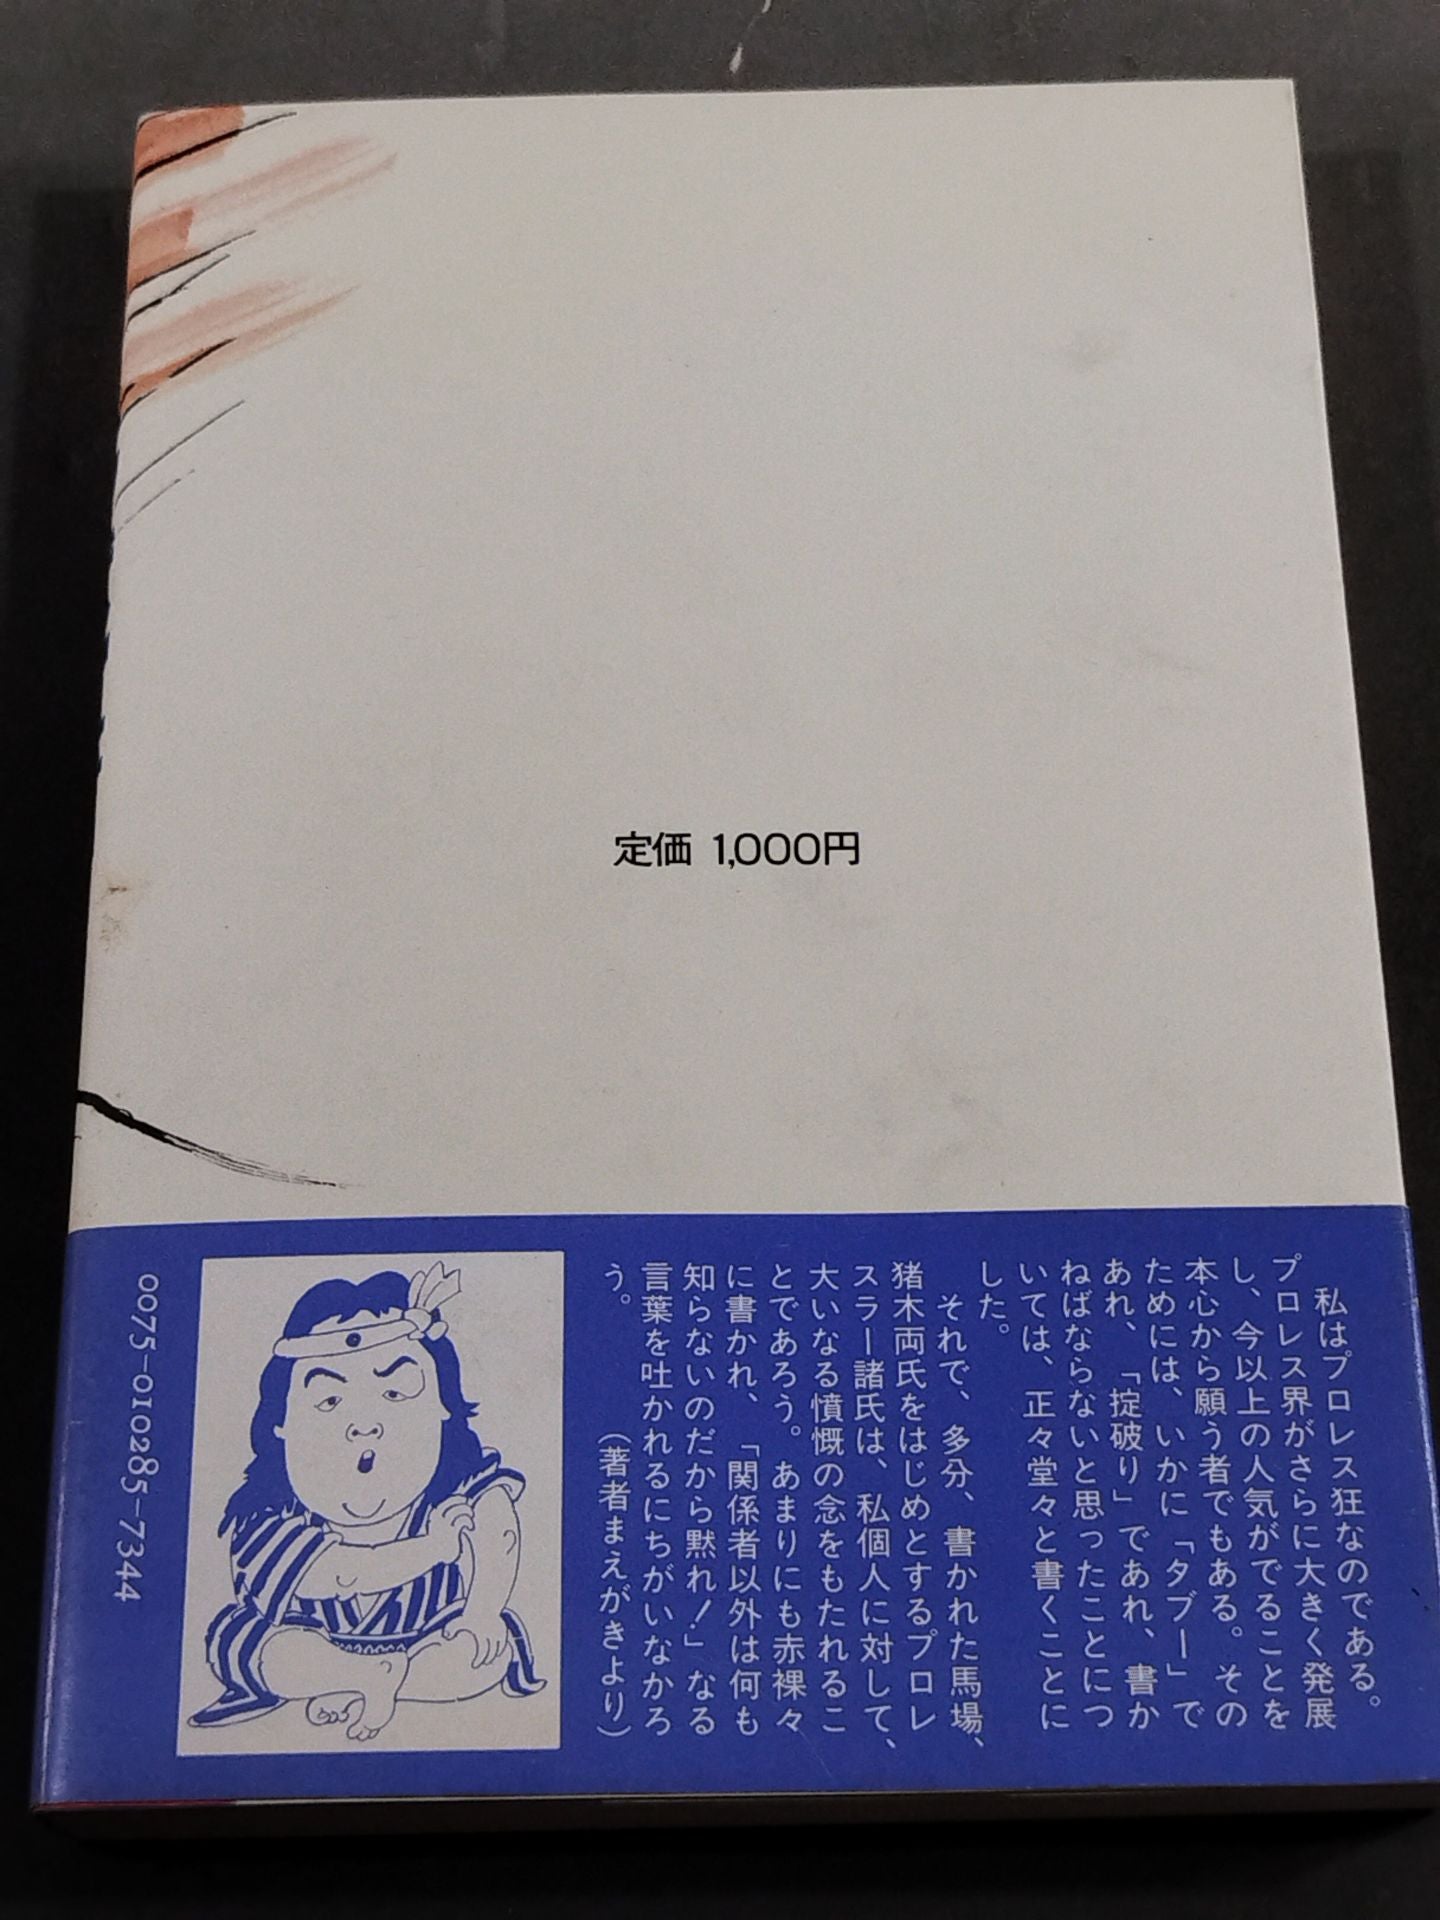 定価 1,000円
私はプロレス狂なのである。
プロレス界がさらに大きく発展
し、今以上の人気がでることを
本心から願う者でもある。その
ためには、いかに「タブー」で
あれ、「掟破り」であれ、書か
ねばならないと思ったことにつ
いては、正々堂々と書くことに
した。
それで、多分、書かれた馬場、
猪木両氏をはじめとするプロレ
スラー諸氏は、私個人に対して、
大いなる憤慨の念をもたれるこ
とであろう。あまりにも赤裸々
に書かれ、「関係者以外は何も
知らないのだから黙れ！」なる
言葉を吐かれるにちがいなかろ
う。
（著者まえがきより）
0075-010285-7344